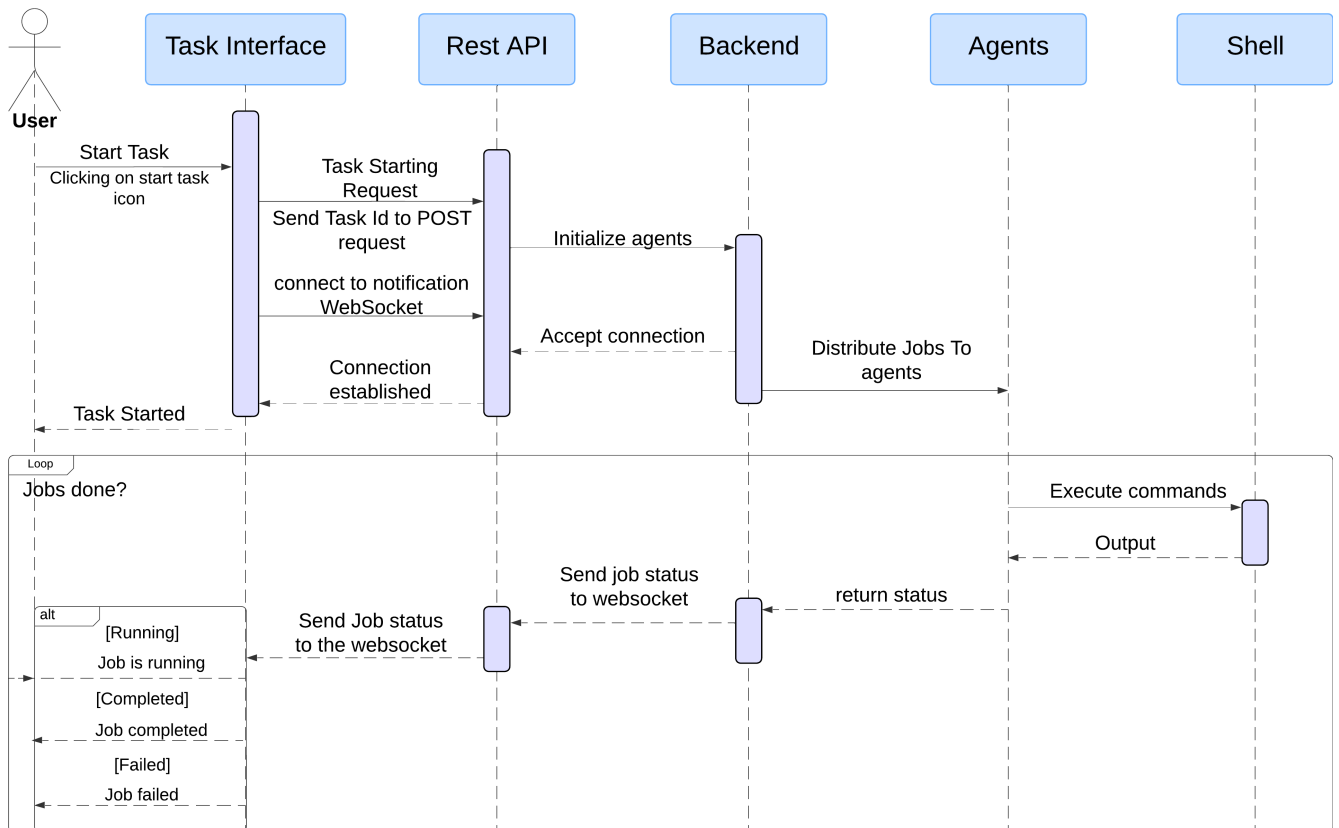 Task Interface
Rest API
Backend
Agents
Shell
User
Start Task
Clicking on start task
icon
Task Starting
Request
Send Task Id to POST
request
Initialize agents
connect to notification
WebSocket
Accept connection
Distribute Jobs To
agents
Connection
established
Task Started
Loop
Jobs done?
Execute commands
Output
Send job status
to websocket
return status
alt
[Running]
Send Job status
to the websocket
Job is running
[Completed]
Job completed
[Failed]
Job failed